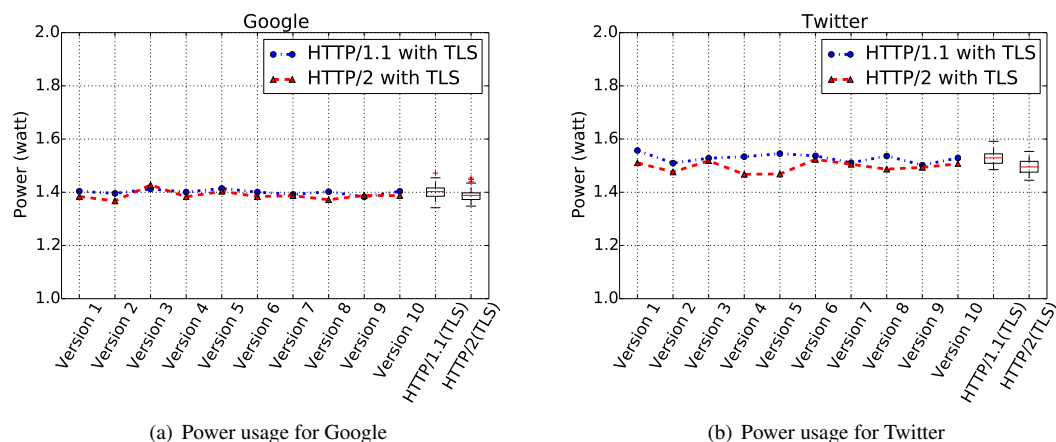 Google
2.0
1.8
1.6
1.4
1.2
1.0
Power (watt)
HTTP/1.1 with TLS
HTTP/2 with TLS
Version 1
Version 2
Version 3
Version 4
Version 5
Version 6
Version 7
Version 8
Version 9
Version 10
HTTP/1.1(TLS)
HTTP/2(TLS)
(a) Power usage for Google
Twitter
2.0
1.8
1.6
1.4
1.2
1.0
Power (watt)
HTTP/1.1 with TLS
HTTP/2 with TLS
Version 1
Version 2
Version 3
Version 4
Version 5
Version 6
Version 7
Version 8
Version 9
Version 10
HTTP/1.1(TLS)
HTTP/2(TLS)
(b) Power usage for Twitter